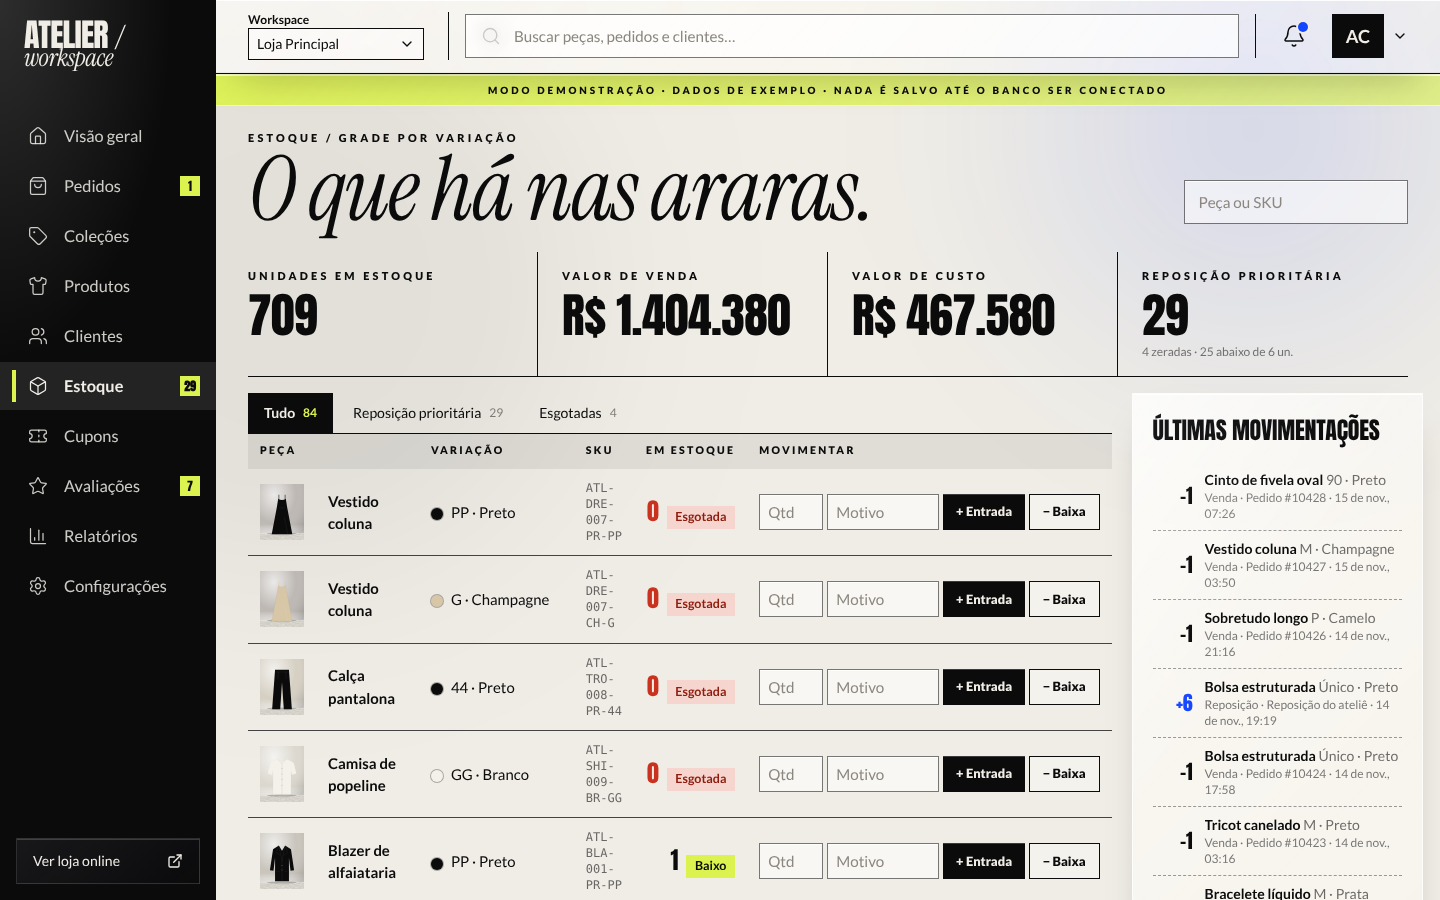 ATELIER /
workspace
Visão geral
Pedidos 1
Coleções
Produtos
Clientes
Estoque 29
Cupons
Avaliações 7
Relatórios
Configurações
Ver loja online
Workspace
Loja Principal
Buscar peças, pedidos e clientes...
AC
MODO DEMONSTRAÇÃO · DADOS DE EXEMPLO · NADA É SALVO ATÉ O BANCO SER CONECTADO
ESTOQUE / GRADE POR VARIAÇÃO
O que há nas araras.
Peça ou SKU
UNIDADES EM ESTOQUE
709
VALOR DE VENDA
R$ 1.404.380
VALOR DE CUSTO
R$ 467.580
REPOSIÇÃO PRIORITÁRIA
29
4 zeradas · 25 abaixo de 6 un.
Tudo 84 Reposição prioritária 29 Esgotadas 4
PEÇA VARIAÇÃO SKU EM ESTOQUE MOVIMENTAR
Vestido
coluna
PP · Preto
ATL-
DRE-
007-
PR-PP
0 Esgotada
Qtd Motivo + Entrada − Baixa
Vestido
coluna
G · Champagne
ATL-
DRE-
007-
CH-G
0 Esgotada
Qtd Motivo + Entrada − Baixa
Calça
pantalona
44 · Preto
ATL-
TRO-
008-
PR-44
0 Esgotada
Qtd Motivo + Entrada − Baixa
Camisa de
popeline
GG · Branco
ATL-
SHI-
009-
BR-GG
0 Esgotada
Qtd Motivo + Entrada − Baixa
Blazer de
alfaiataria
PP · Preto
ATL-
BLA-
001-
PR-PP
1 Baixo
Qtd Motivo + Entrada − Baixa
ÚLTIMAS MOVIMENTAÇÕES
-1
Cinto de fivela oval 90 · Preto
Venda · Pedido #10428 · 15 de nov.,
07:26
-1
Vestido coluna M · Champagne
Venda · Pedido #10427 · 15 de nov.,
03:50
-1
Sobretudo longo P · Camelo
Venda · Pedido #10426 · 14 de nov.,
21:16
+6
Bolsa estruturada Único · Preto
Reposição · Reposição do ateliê · 14
de nov., 19:19
-1
Bolsa estruturada Único · Preto
Venda · Pedido #10424 · 14 de nov.,
17:58
-1
Tricot canelado M · Preto
Venda · Pedido #10423 · 14 de nov.,
03:16
Bracelete líquido M · Prata